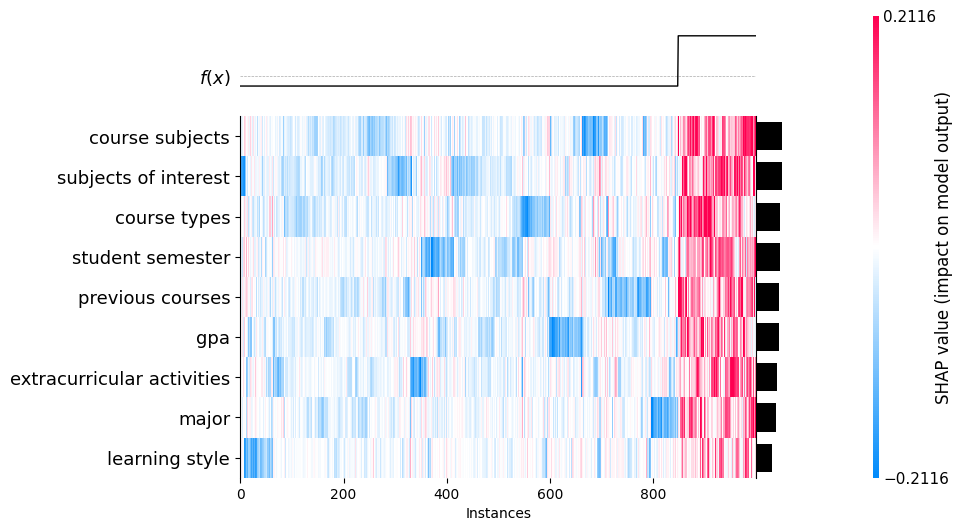 0.2116
f(x)
course subjects
subjects of interest
course types
student semester
previous courses
gpa
extracurricular activities
major
learning style
0 200 400 600 800
Instances
−0.2116
SHAP value (impact on model output)